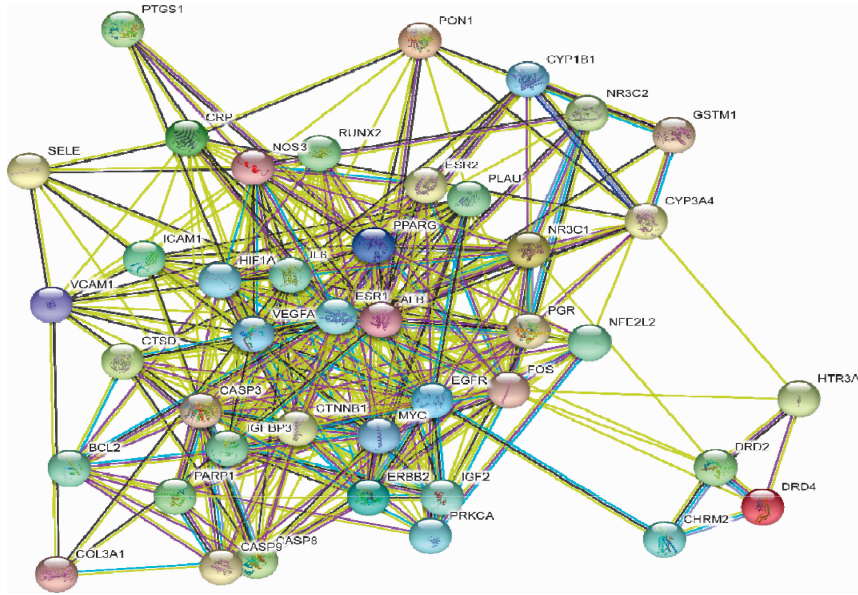 PTGS1
PON1
CYP1B1
NR3C2
GSTM1
CRP
RUNX2
NOS3
SELE
ESR2
PLAU
CYP3A4
ICAM1
PPARG
NR3C1
HIF1A
IL6
VCAM1
ESR1
ALB
VEGFA
PGR
NFE2L2
CTSD
CASP3
EGFR
FOS
HTR3A
CTNNB1
MYC
IGFBP3
BCL2
DRD2
PARP1
ERBB2
IGF2
DRD4
PRKCA
CHRM2
COL3A1
CASP9
CASP8